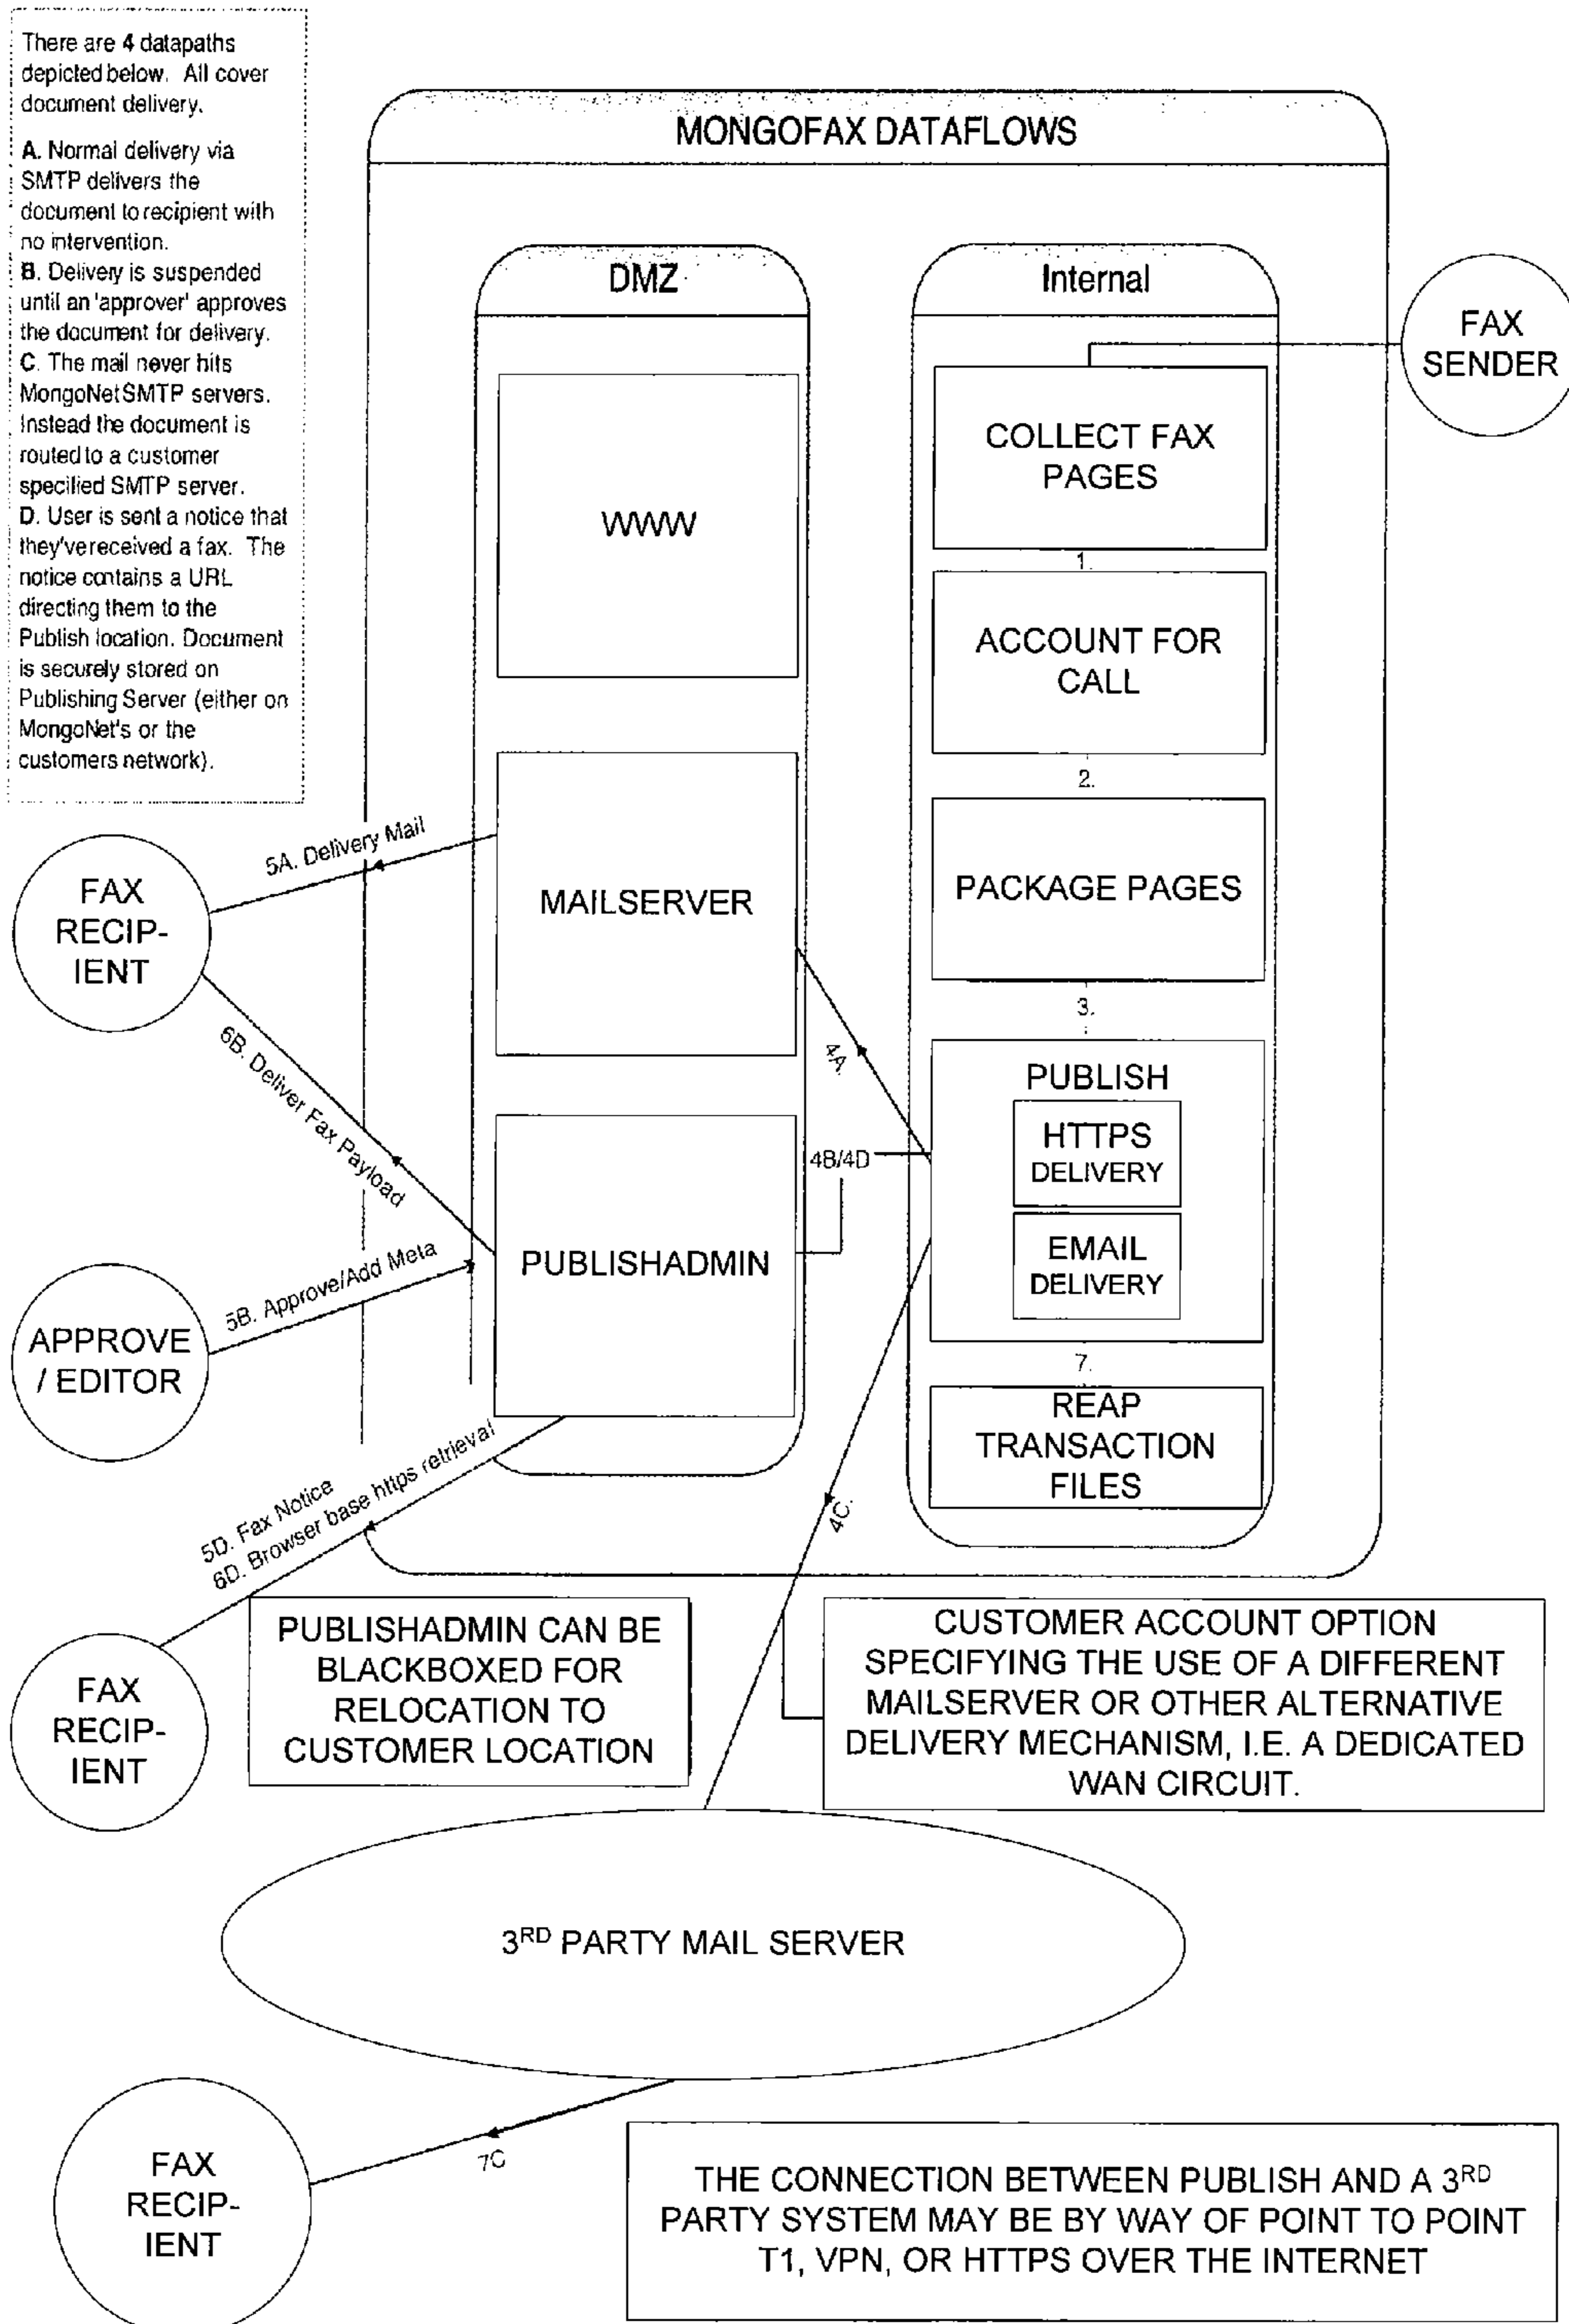 There are 4 datapaths
depicted below. All cover
document delivery.
A. Normal delivery via
SMTP delivers the
document to recipient with
no intervention.
B. Delivery is suspended
until an 'approver' approves
the document for delivery.
C. The mail never hits
MongoNet SMTP servers.
Instead the document is
routed to a customer
specified SMTP server.
D. User is sent a notice that
they've received a fax. The
notice contains a URL
directing them to the
Publish location. Document
is securely stored on
Publishing Server (either on
MongoNet's or the
customers network).
MONGOFAX DATAFLOWS
DMZ
Internal
FAX
SENDER
COLLECT FAX
PAGES
WWW
1.
ACCOUNT FOR
CALL
2.
PACKAGE PAGES
3.
5A. Delivery Mail
MAILSERVER
FAX
RECIP-
IENT
4A.
PUBLISH
HTTPS
DELIVERY
EMAIL
DELIVERY
6B. Deliver Fax Payload
4B/4D
PUBLISHADMIN
5B. Approve/Add Meta
APPROVE
/ EDITOR
7.
REAP
TRANSACTION
FILES
4C.
5D. Fax Notice
6D. Browser base https retrieval
FAX
RECIP-
IENT
PUBLISHADMIN CAN BE
BLACKBOXED FOR
RELOCATION TO
CUSTOMER LOCATION
CUSTOMER ACCOUNT OPTION
SPECIFYING THE USE OF A DIFFERENT
MAILSERVER OR OTHER ALTERNATIVE
DELIVERY MECHANISM, I.E. A DEDICATED
WAN CIRCUIT.
3RD PARTY MAIL SERVER
7C
FAX
RECIP-
IENT
THE CONNECTION BETWEEN PUBLISH AND A 3RD
PARTY SYSTEM MAY BE BY WAY OF POINT TO POINT
T1, VPN, OR HTTPS OVER THE INTERNET